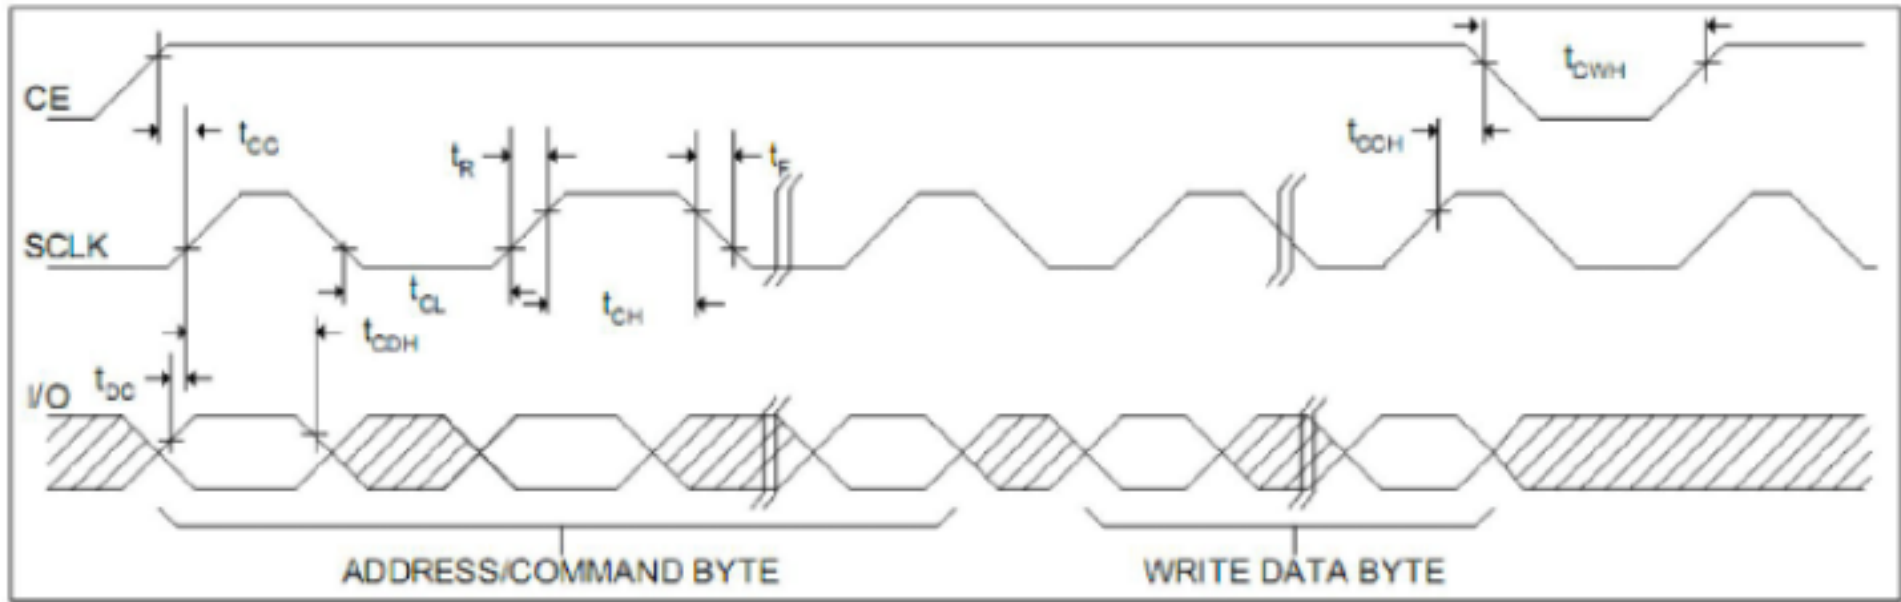 tCWH
CE
tCC
tR
tF
tCCH
SCLK
tCL
tCH
tCDH
tDC
I/O
ADDRESS/COMMAND BYTE
WRITE DATA BYTE